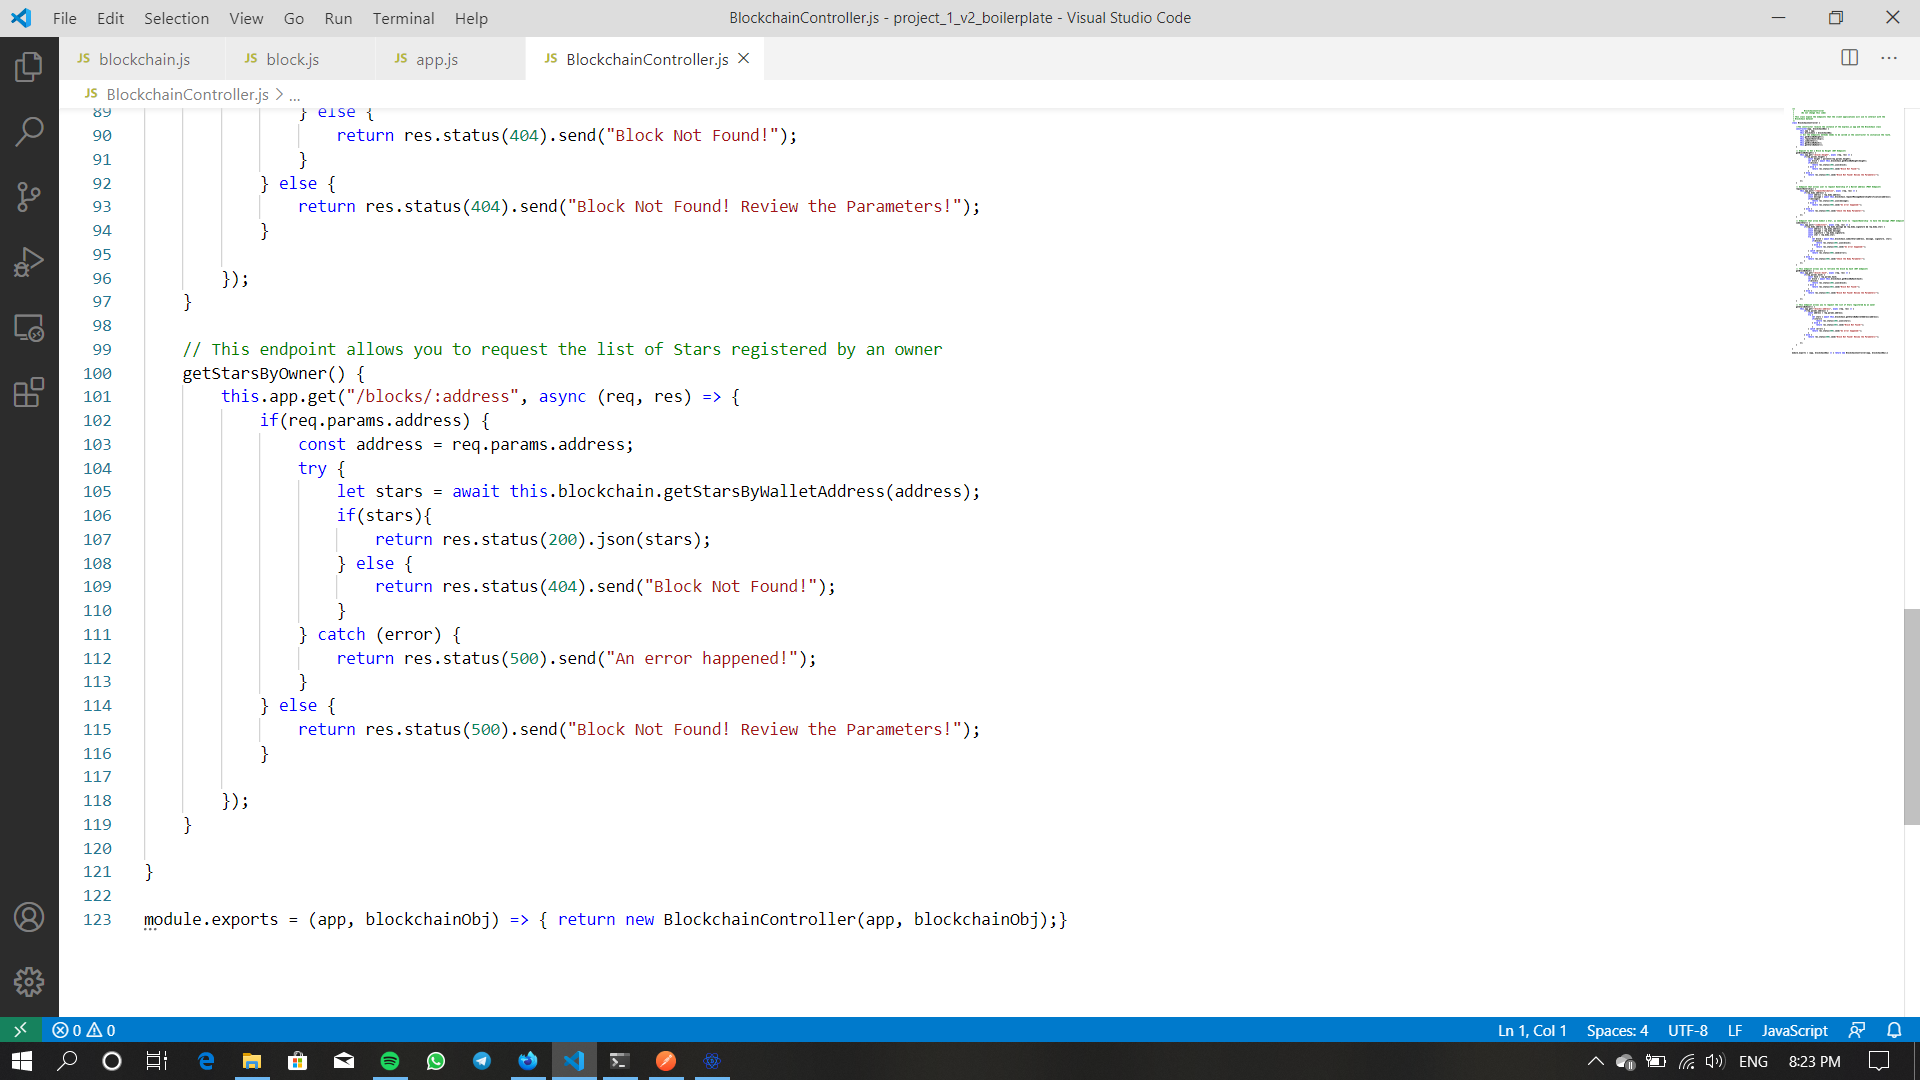 File Edit Selection View Go Run Terminal Help
BlockchainController.js - project_1_v2_boilerplate - Visual Studio Code
JS blockchain.js JS block.js JS app.js JS BlockchainController.js
JS BlockchainController.js > ...
89 } else {
90 return res.status(404).send("Block Not Found!");
91 }
92 } else {
93 return res.status(404).send("Block Not Found! Review the Parameters!");
94 }
95
96 });
97 }
98
99 // This endpoint allows you to request the list of Stars registered by an owner
100 getStarsByOwner() {
101 this.app.get("/blocks/:address", async (req, res) => {
102 if(req.params.address) {
103 const address = req.params.address;
104 try {
105 let stars = await this.blockchain.getStarsByWalletAddress(address);
106 if(stars){
107 return res.status(200).json(stars);
108 } else {
109 return res.status(404).send("Block Not Found!");
110 }
111 } catch (error) {
112 return res.status(500).send("An error happened!");
113 }
114 } else {
115 return res.status(500).send("Block Not Found! Review the Parameters!");
116 }
117
118 });
119 }
120
121 }
122
123 module.exports = (app, blockchainObj) => { return new BlockchainController(app, blockchainObj);}
0 0 Ln 1, Col 1 Spaces: 4 UTF-8 LF JavaScript
ENG 8:23 PM